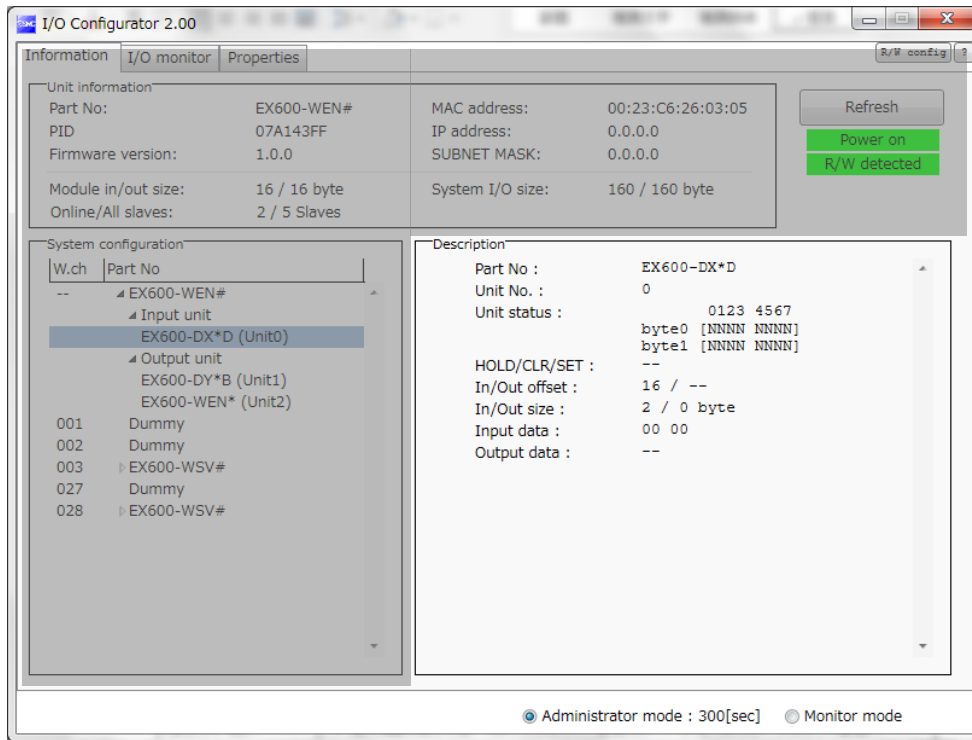 I/O Configurator 2.00
Information I/O monitor Properties R/W config ?
Unit information
Part No: EX600-WEN# MAC address: 00:23:C6:26:03:05 Refresh
PID 07A143FF IP address: 0.0.0.0 Power on
Firmware version: 1.0.0 SUBNET MASK: 0.0.0.0 R/W detected
Module in/out size: 16 / 16 byte System I/O size: 160 / 160 byte
Online/All slaves: 2 / 5 Slaves
System configuration
W.ch Part No
-- EX600-WEN#
Input unit
EX600-DX*D (Unit0)
Output unit
EX600-DY*B (Unit1)
EX600-WEN* (Unit2)
001 Dummy
002 Dummy
003 EX600-WSV#
027 Dummy
028 EX600-WSV#
Description
Part No : EX600-DX*D
Unit No. : 0
Unit status : 0123 4567
byte0 [NNNN NNNN]
byte1 [NNNN NNNN]
HOLD/CLR/SET : --
In/Out offset : 16 / --
In/Out size : 2 / 0 byte
Input data : 00 00
Output data : --
Administrator mode : 300[sec] Monitor mode